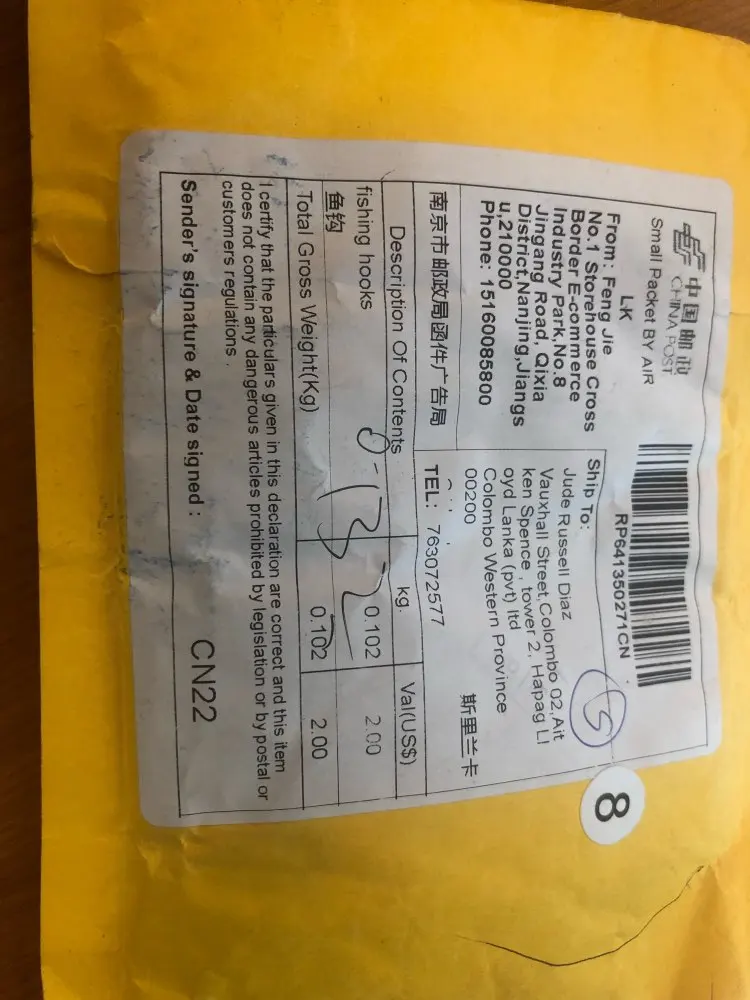 中国邮政
CHINA POST
Small Packet BY AIR
LK
RP641350271CN
From: Feng Jie
No.1 Storehouse Cross
Border E-commerce
Industry Park,No.8
Jingang Road, Qixia
District,Nanjing,Jiangs
u,210000
Phone: 15160085800
Ship To:
Jude Russell Diaz
Vauxhall Street,Colombo 02,Ait
ken Spence , tower 2, Hapag Ll
oyd Lanka (pvt) ltd
Colombo Western Province
00200
斯里兰卡
南京市邮政局函件广告局
TEL: 763072577
Description Of Contents
kg.
Val(US$)
fishing hooks
鱼钩
0.102
2.00
Total Gross Weight(Kg)
0.102
2.00
I certify that the particulars given in this declaration are correct and this item
does not contain any dangerous articles prohibited by legislation or by postal or
customers regulations .
Sender's signature & Date signed :
CN22
8